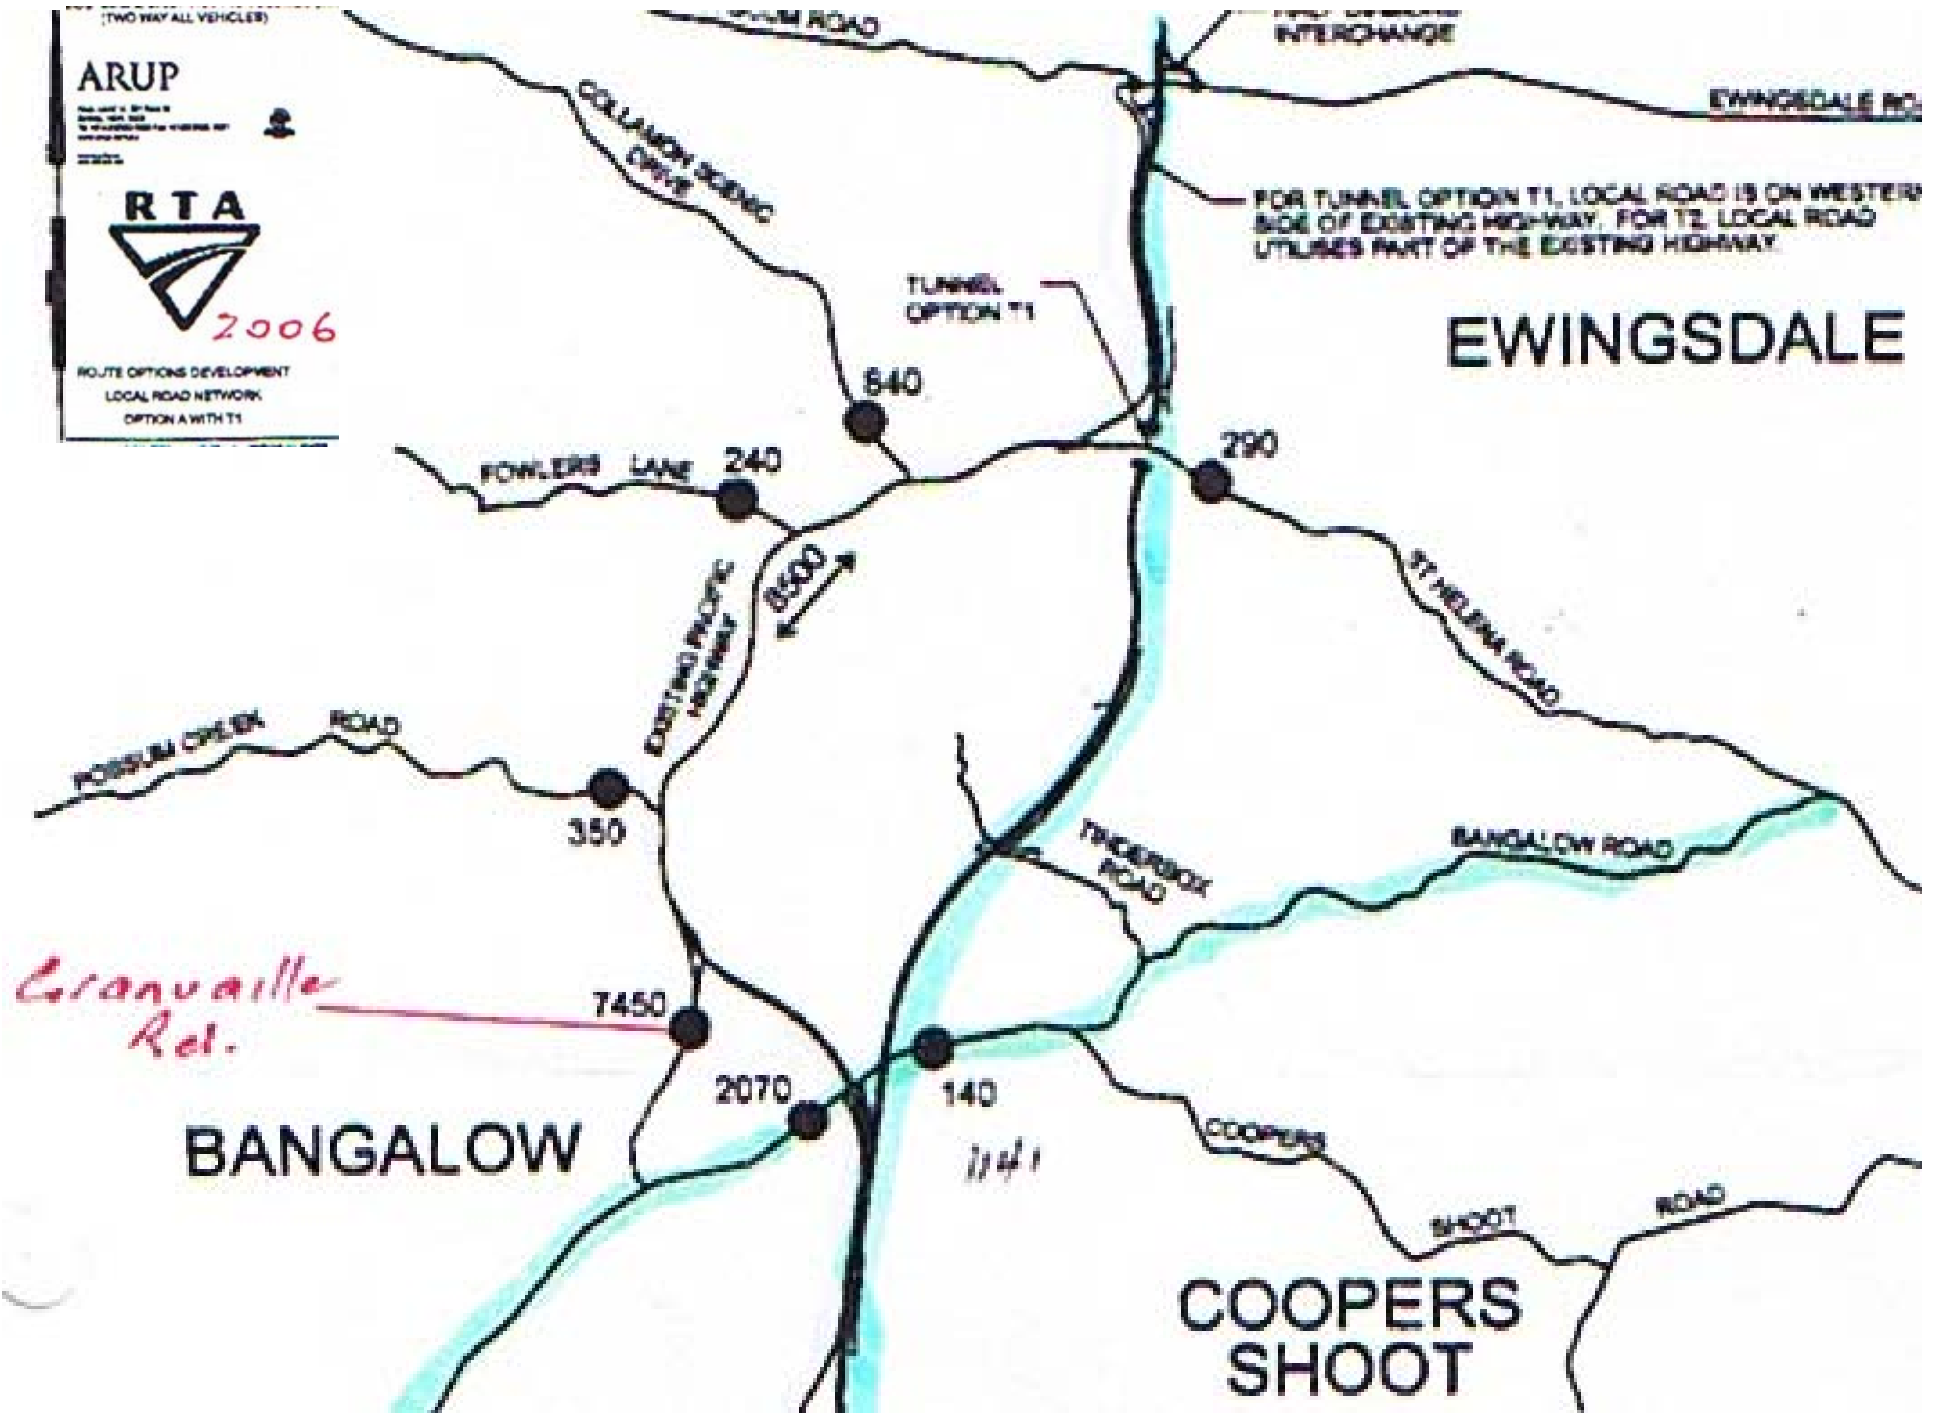 (TWO WAY ALL VEHICLES)
ARUP
RTA
2006
ROUTE OPTIONS DEVELOPMENT
LOCAL ROAD NETWORK
OPTION A WITH T1
ROAD
INTERCHANGE
EWINGSDALE
FOR TUNNEL OPTION T1, LOCAL ROAD IS ON WESTERN
SIDE OF EXISTING HIGHWAY. FOR T2, LOCAL ROAD
UTILISES PART OF THE EXISTING HIGHWAY.
COLLAMON SCENIC
DRIVE
TUNNEL
OPTION T1
EWINGSDALE
840
FOWLERS LANE
240
290
8500
EXISTING PACIFIC
HIGHWAY
ST HELENA ROAD
POSSUM CREEK ROAD
350
TINDERBOX
ROAD
BANGALOW ROAD
Granuaille
Rd.
7450
2070
140
1141
BANGALOW
COOPERS
SHOOT
ROAD
COOPERS
SHOOT